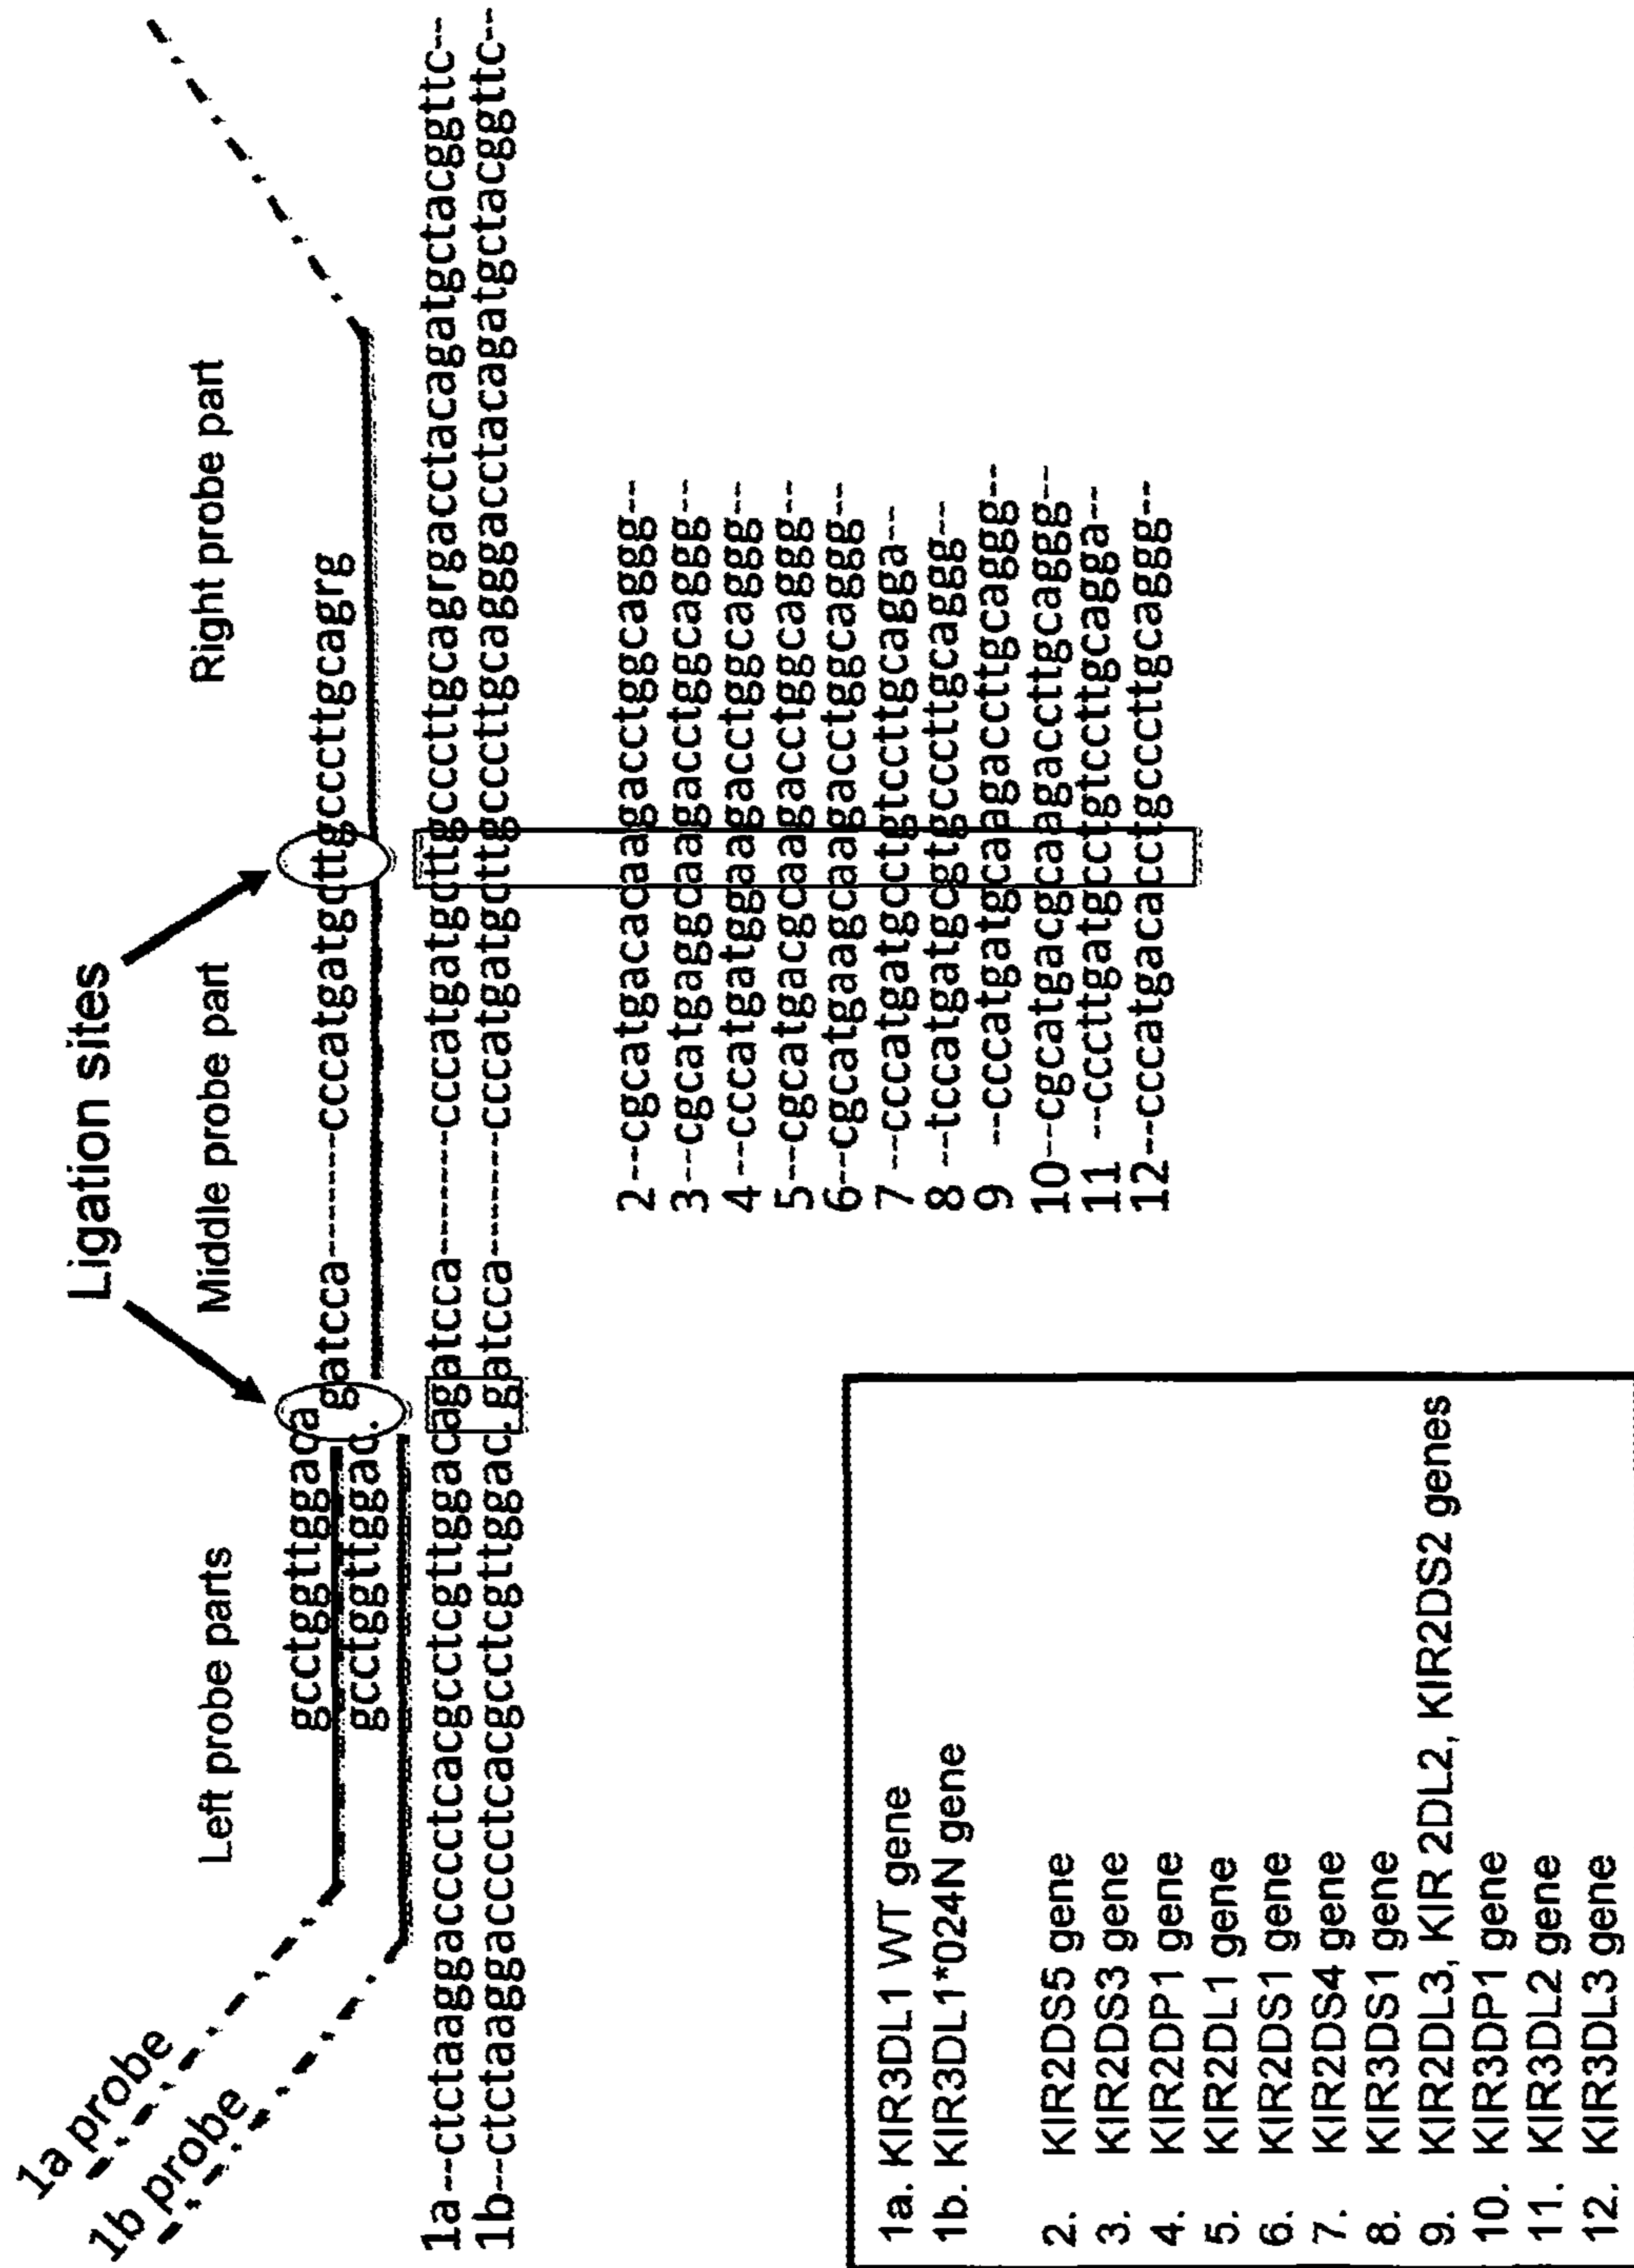 Ligation sites
Left probe parts
Middle probe part
Right probe part
1a probe
1b probe
gcctggttggaca
gatcca--------cccatgatgcttgcccttgcagrg
gcctggttggac.
1a---ctctaaggacccctcacgcctcgttggacagatcca--------cccatgatgcttgcccttgcagrgacctacagatgctacggttc--
1b---ctctaaggacccctcacgcctcgttggac.gatcca--------cccatgatgcttgcccttgcagggacctacagatgctacggttc--
2---cgcatgacacaagacctggcaggg--
3---cgcatgaggcaagacctggcaggg--
4---cccatgatggaagacctggcaggg--
5---cgcatgacgcaagacctggcaggg--
6---cgcatgaagcaagacctggcaggg--
7 ---cccatgatgcctgtccttgcagga--
8 ---tccatgatgcgtgcccttgcaggg--
9 ---cccatgatgcaagaccttgcaggg--
10---cgcatgacgcaagaccttgcaggg--
11 --cccttgatgcctgtccttgcagga--
12---cccatgacacctgcccttgcaggg--
1a. KIR3DL1 WT gene
1b. KIR3DL1*024N gene
2. KIR2DS5 gene
3. KIR2DS3 gene
4. KIR2DP1 gene
5. KIR2DL1 gene
6. KIR2DS1 gene
7. KIR2DS4 gene
8. KIR3DS1 gene
9. KIR2DL3, KIR 2DL2, KIR2DS2 genes
10. KIR3DP1 gene
11. KIR3DL2 gene
12. KIR3DL3 gene